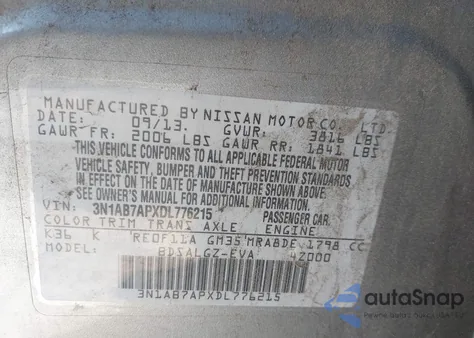 MANUFACTURED BY NISSAN MOTOR CO., LTD.
DATE: 09/13. GVWR: 3816 LBS
GAWR FR: 2006 LBS GAWR RR: 1841 LBS
THIS VEHICLE CONFORMS TO ALL APPLICABLE FEDERAL MOTOR
VEHICLE SAFETY, BUMPER AND THEFT PREVENTION STANDARDS
IN EFFECT ON THE DATE OF MANUFACTURE SHOWN ABOVE.
SEE OWNER'S MANUAL FOR ADDITIONAL INFORMATION.
VIN: 3N1AB7APXDL776215 PASSENGER CAR.
COLOR TRIM TRANS AXLE ENGINE
K36 K RE0F11A GH35 MRA8DE 1798 CC
MODEL: BDSALGZ-EVA 42000
3N1AB7APXDL776215
autoSnap